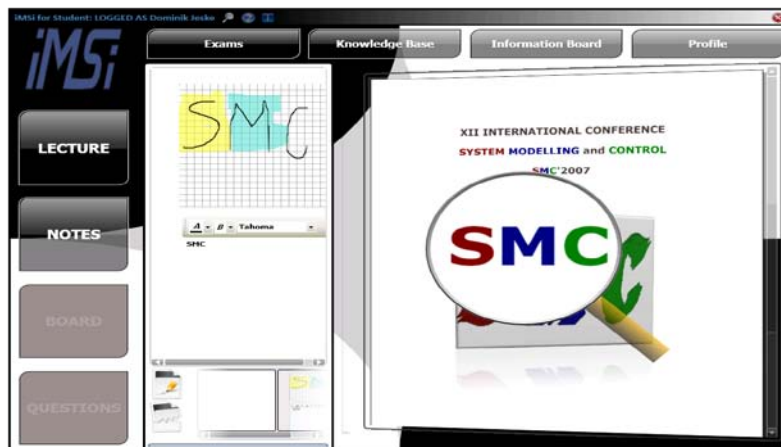 iMSi for Student: LOGGED AS Dominik Jeske
iMSi
Exams
Knowledge Base
Information Board
Profile
LECTURE
NOTES
BOARD
QUESTIONS
SMC
A B Tahoma
SMC
XII INTERNATIONAL CONFERENCE
SYSTEM MODELLING and CONTROL
SMC'2007
SMC